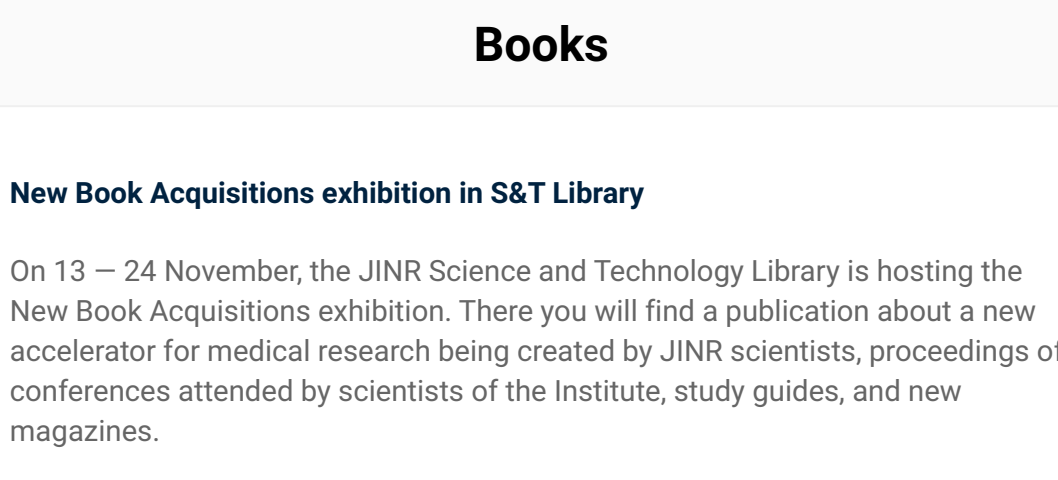 Books
New Book Acquisitions exhibition in S&T Library
On 13 — 24 November, the JINR Science and Technology Library is hosting the
New Book Acquisitions exhibition. There you will find a publication about a new
accelerator for medical research being created by JINR scientists, proceedings of
conferences attended by scientists of the Institute, study guides, and new
magazines.